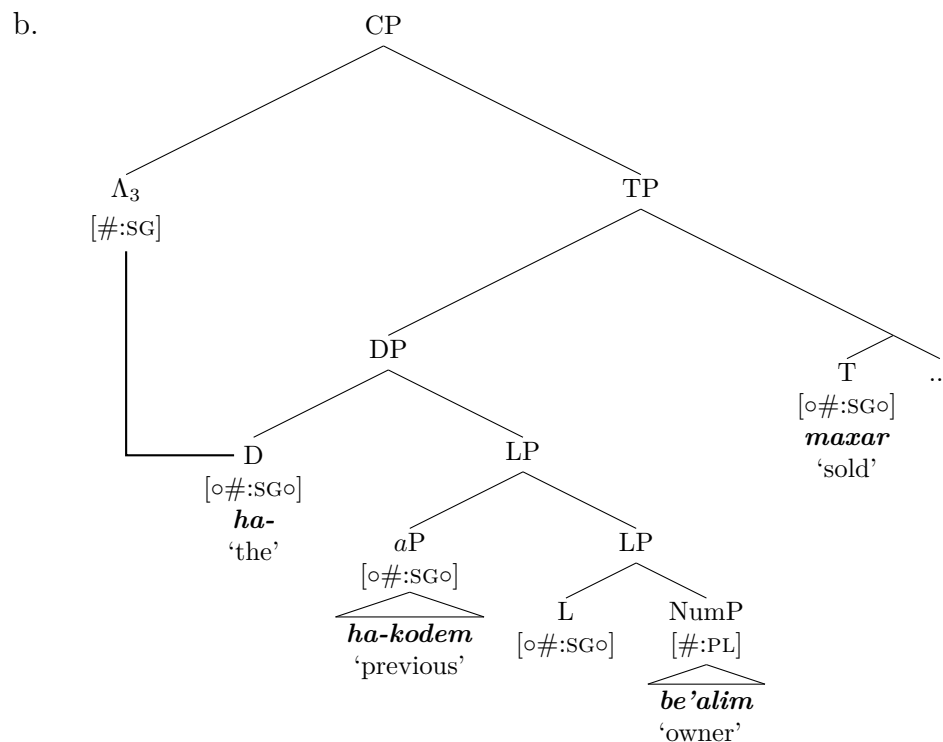 b.
CP
Λ₃
[#:SG]
TP
DP
T
[∘#:SG∘]
maxar
‘sold’
..
D
[∘#:SG∘]
ha-
‘the’
LP
aP
[∘#:SG∘]
ha-kodem
‘previous’
LP
L
[∘#:SG∘]
NumP
[#:PL]
be’alim
‘owner’